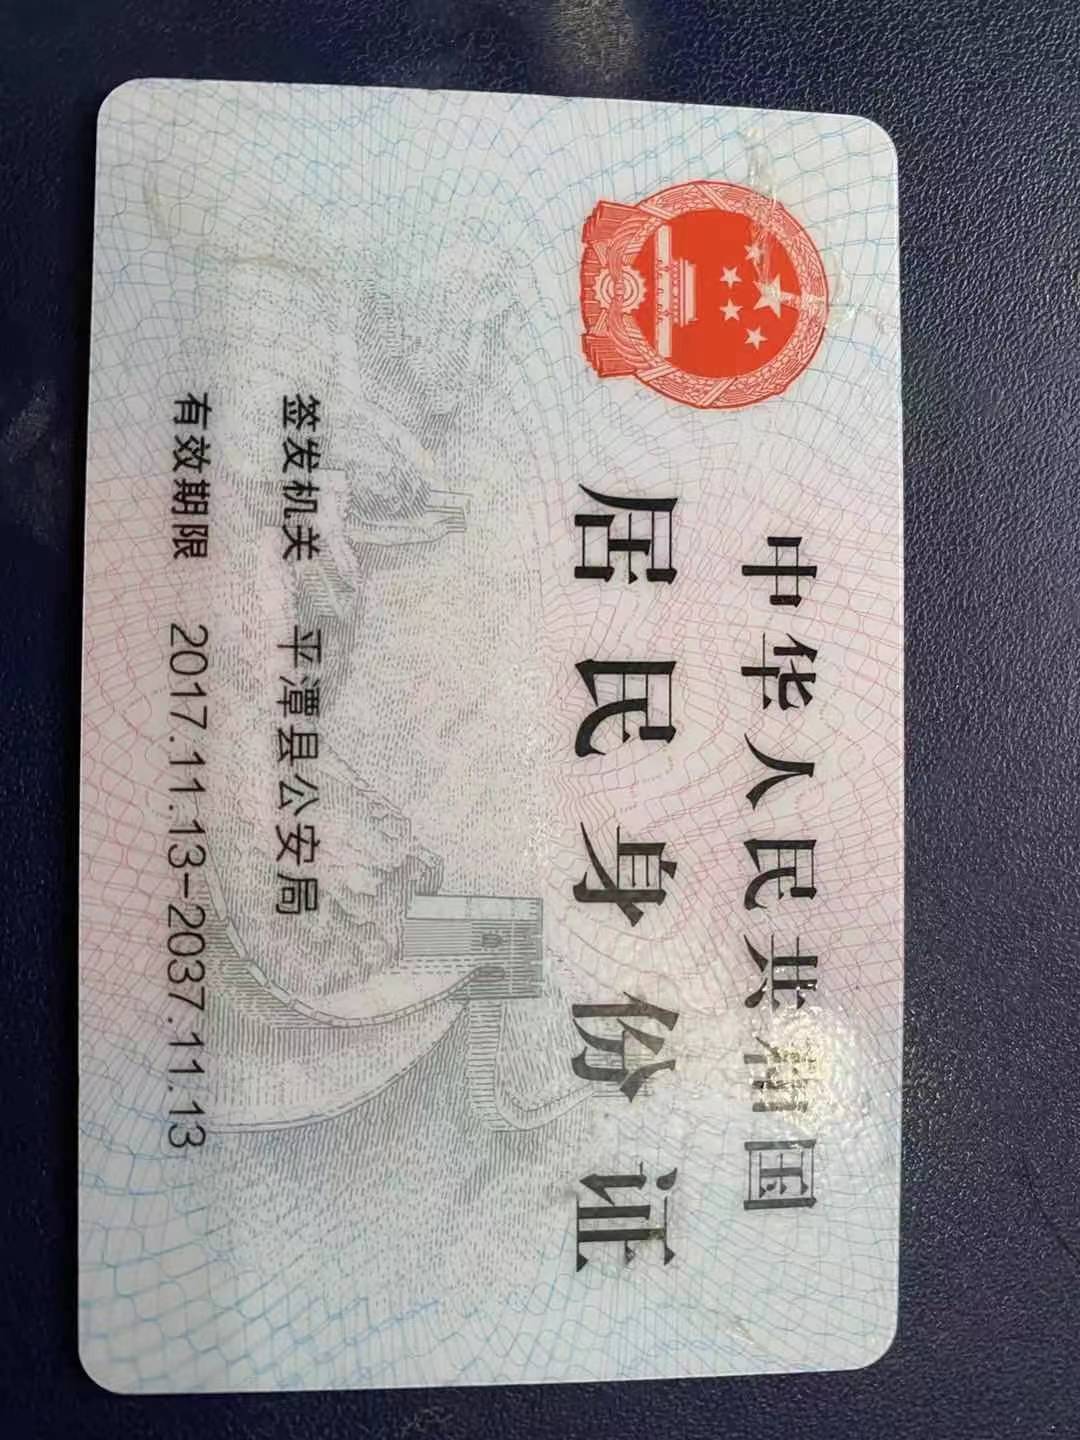 中华人民共和国
居民身份证
签发机关 平潭县公安局
有效期限 2017.11.13-2037.11.13